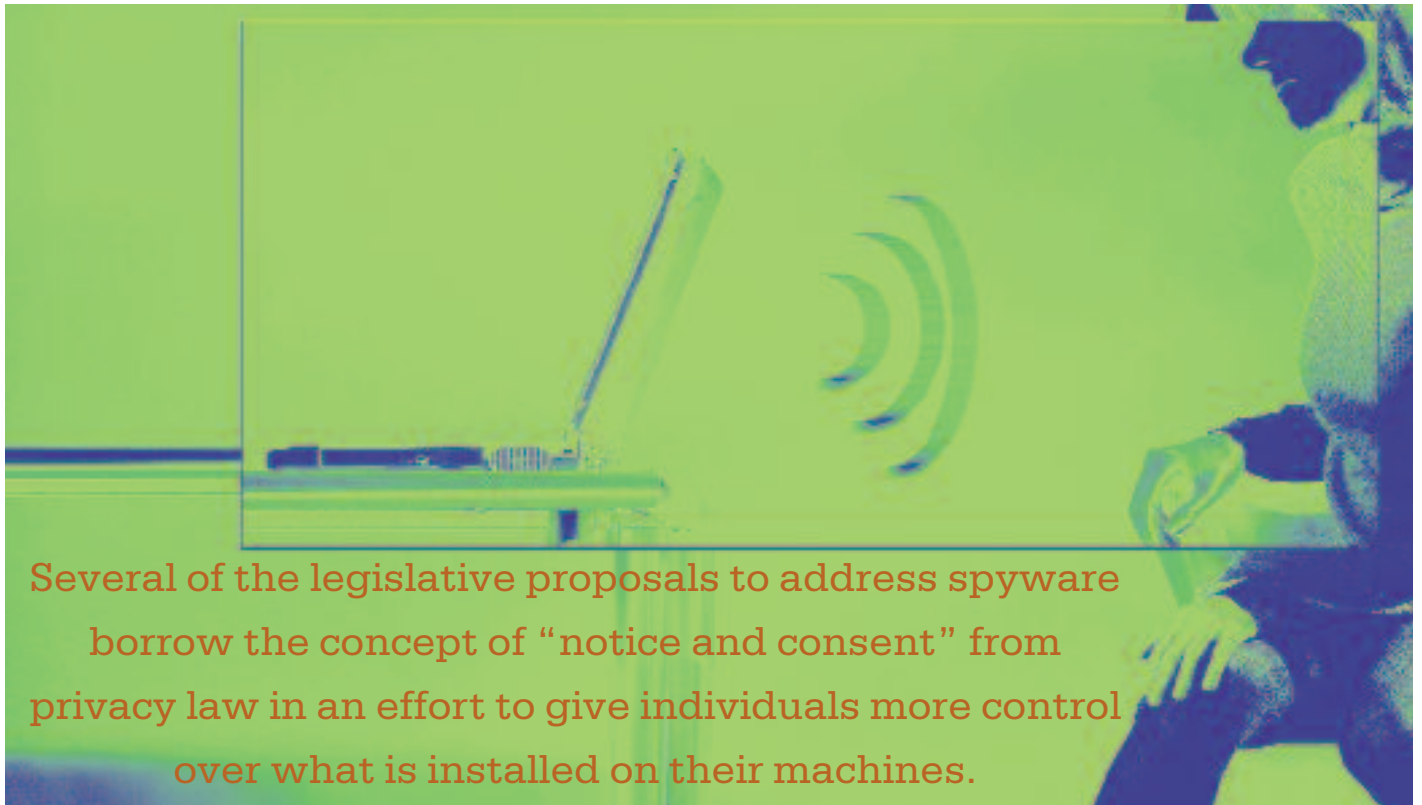 Several of the legislative proposals to address spyware
borrow the concept of “notice and consent” from
privacy law in an effort to give individuals more control
over what is installed on their machines.